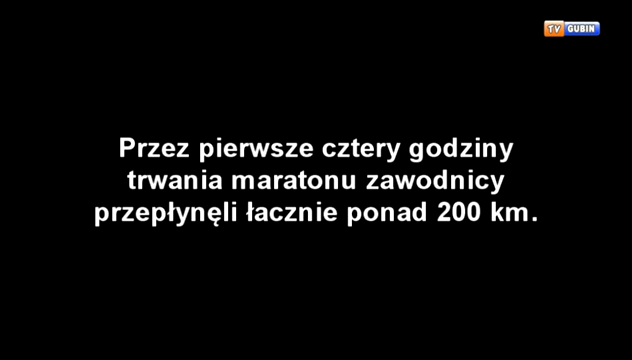 TV GUBIN
Przez pierwsze cztery godziny
trwania maratonu zawodnicy
przepłynęli łacznie ponad 200 km.